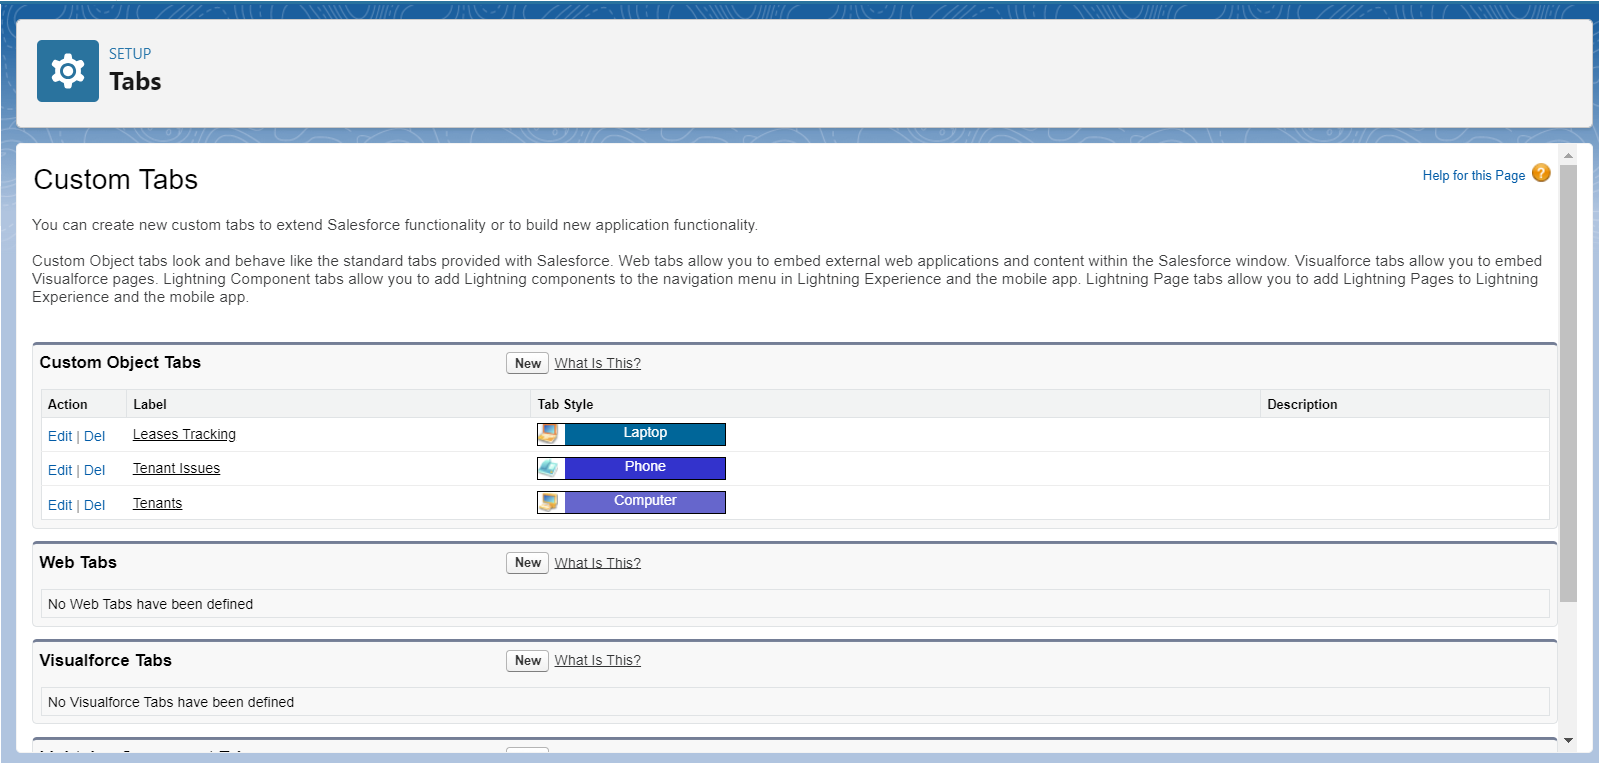 SETUP
Tabs
Custom Tabs
Help for this Page ?
You can create new custom tabs to extend Salesforce functionality or to build new application functionality.
Custom Object tabs look and behave like the standard tabs provided with Salesforce. Web tabs allow you to embed external web applications and content within the Salesforce window. Visualforce tabs allow you to embed
Visualforce pages. Lightning Component tabs allow you to add Lightning components to the navigation menu in Lightning Experience and the mobile app. Lightning Page tabs allow you to add Lightning Pages to Lightning
Experience and the mobile app.
Custom Object Tabs New What Is This?
Action Label Tab Style Description
Edit | Del Leases Tracking Laptop
Edit | Del Tenant Issues Phone
Edit | Del Tenants Computer
Web Tabs New What Is This?
No Web Tabs have been defined
Visualforce Tabs New What Is This?
No Visualforce Tabs have been defined